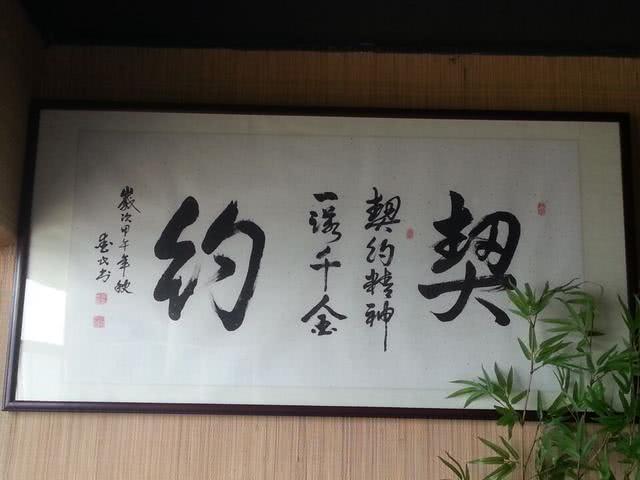 契
契约精神
一诺千金
约
岁次甲午年秋